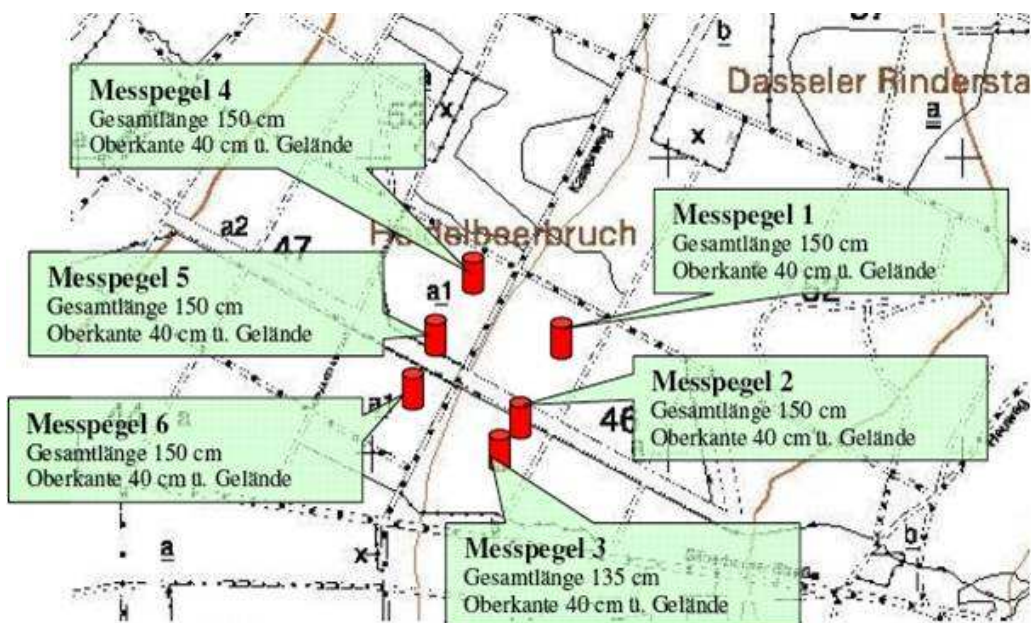 b
Dasseler Rindersta
Messpegel 4
Gesamtlänge 150 cm
Oberkante 40 cm ü. Gelände
x
x
a
a2
47
Messpegel 1
Gesamtlänge 150 cm
Oberkante 40 cm ü. Gelände
Messpegel 5
Gesamtlänge 150 cm
Oberkante 40 cm ü. Gelände
a1
Messpegel 2
Gesamtlänge 150 cm
Oberkante 40 cm ü. Gelände
46
Messpegel 6
Gesamtlänge 150 cm
Oberkante 40 cm ü. Gelände
a
x
b
Messpegel 3
Gesamtlänge 135 cm
Oberkante 40 cm ü. Gelände